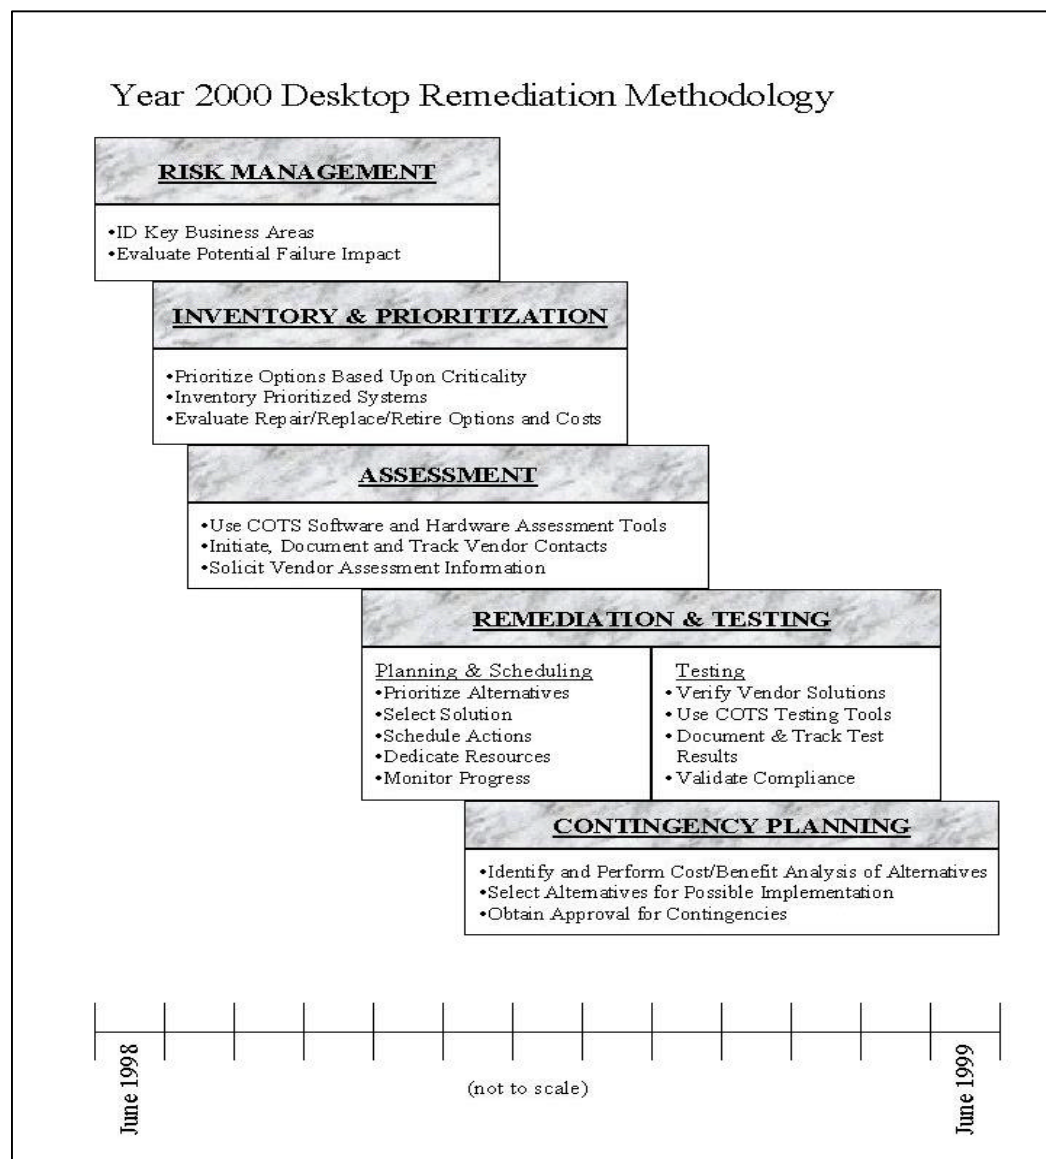 Year 2000 Desktop Remediation Methodology
RISK MANAGEMENT
•ID Key Business Areas
•Evaluate Potential Failure Impact
INVENTORY & PRIORITIZATION
•Prioritize Options Based Upon Criticality
•Inventory Prioritized Systems
•Evaluate Repair/Replace/Retire Options and Costs
ASSESSMENT
•Use COTS Software and Hardware Assessment Tools
•Initiate, Document and Track Vendor Contacts
•Solicit Vendor Assessment Information
REMEDIATION & TESTING
Planning & Scheduling
•Prioritize Alternatives
•Select Solution
•Schedule Actions
•Dedicate Resources
•Monitor Progress
Testing
•Verify Vendor Solutions
•Use COTS Testing Tools
•Document & Track Test
Results
•Validate Compliance
CONTINGENCY PLANNING
•Identify and Perform Cost/Benefit Analysis of Alternatives
•Select Alternatives for Possible Implementation
•Obtain Approval for Contingencies
June 1998
(not to scale)
June 1999